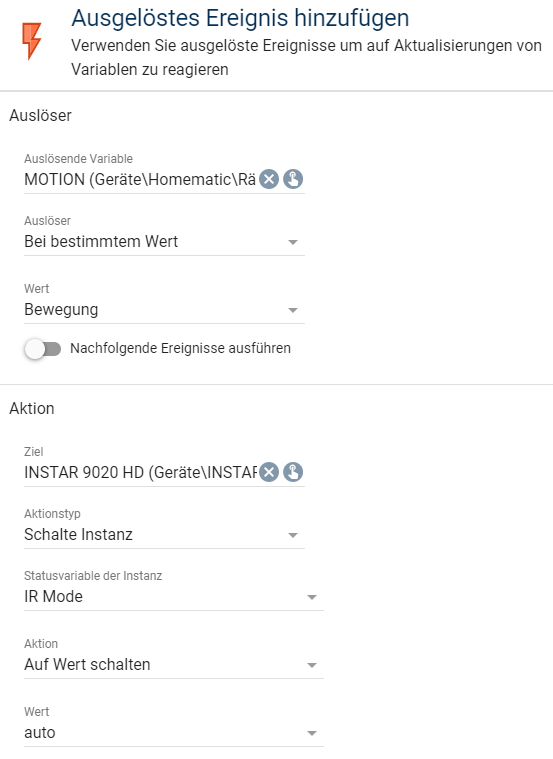 Ausgelöstes Ereignis hinzufügen
Verwenden Sie ausgelöste Ereignisse um auf Aktualisierungen von
Variablen zu reagieren
Auslöser
Auslösende Variable
MOTION (Geräte\Homematic\Rä
Auslöser
Bei bestimmtem Wert
Wert
Bewegung
Nachfolgende Ereignisse ausführen
Aktion
Ziel
INSTAR 9020 HD (Geräte\INSTAR
Aktionstyp
Schalte Instanz
Statusvariable der Instanz
IR Mode
Aktion
Auf Wert schalten
Wert
auto